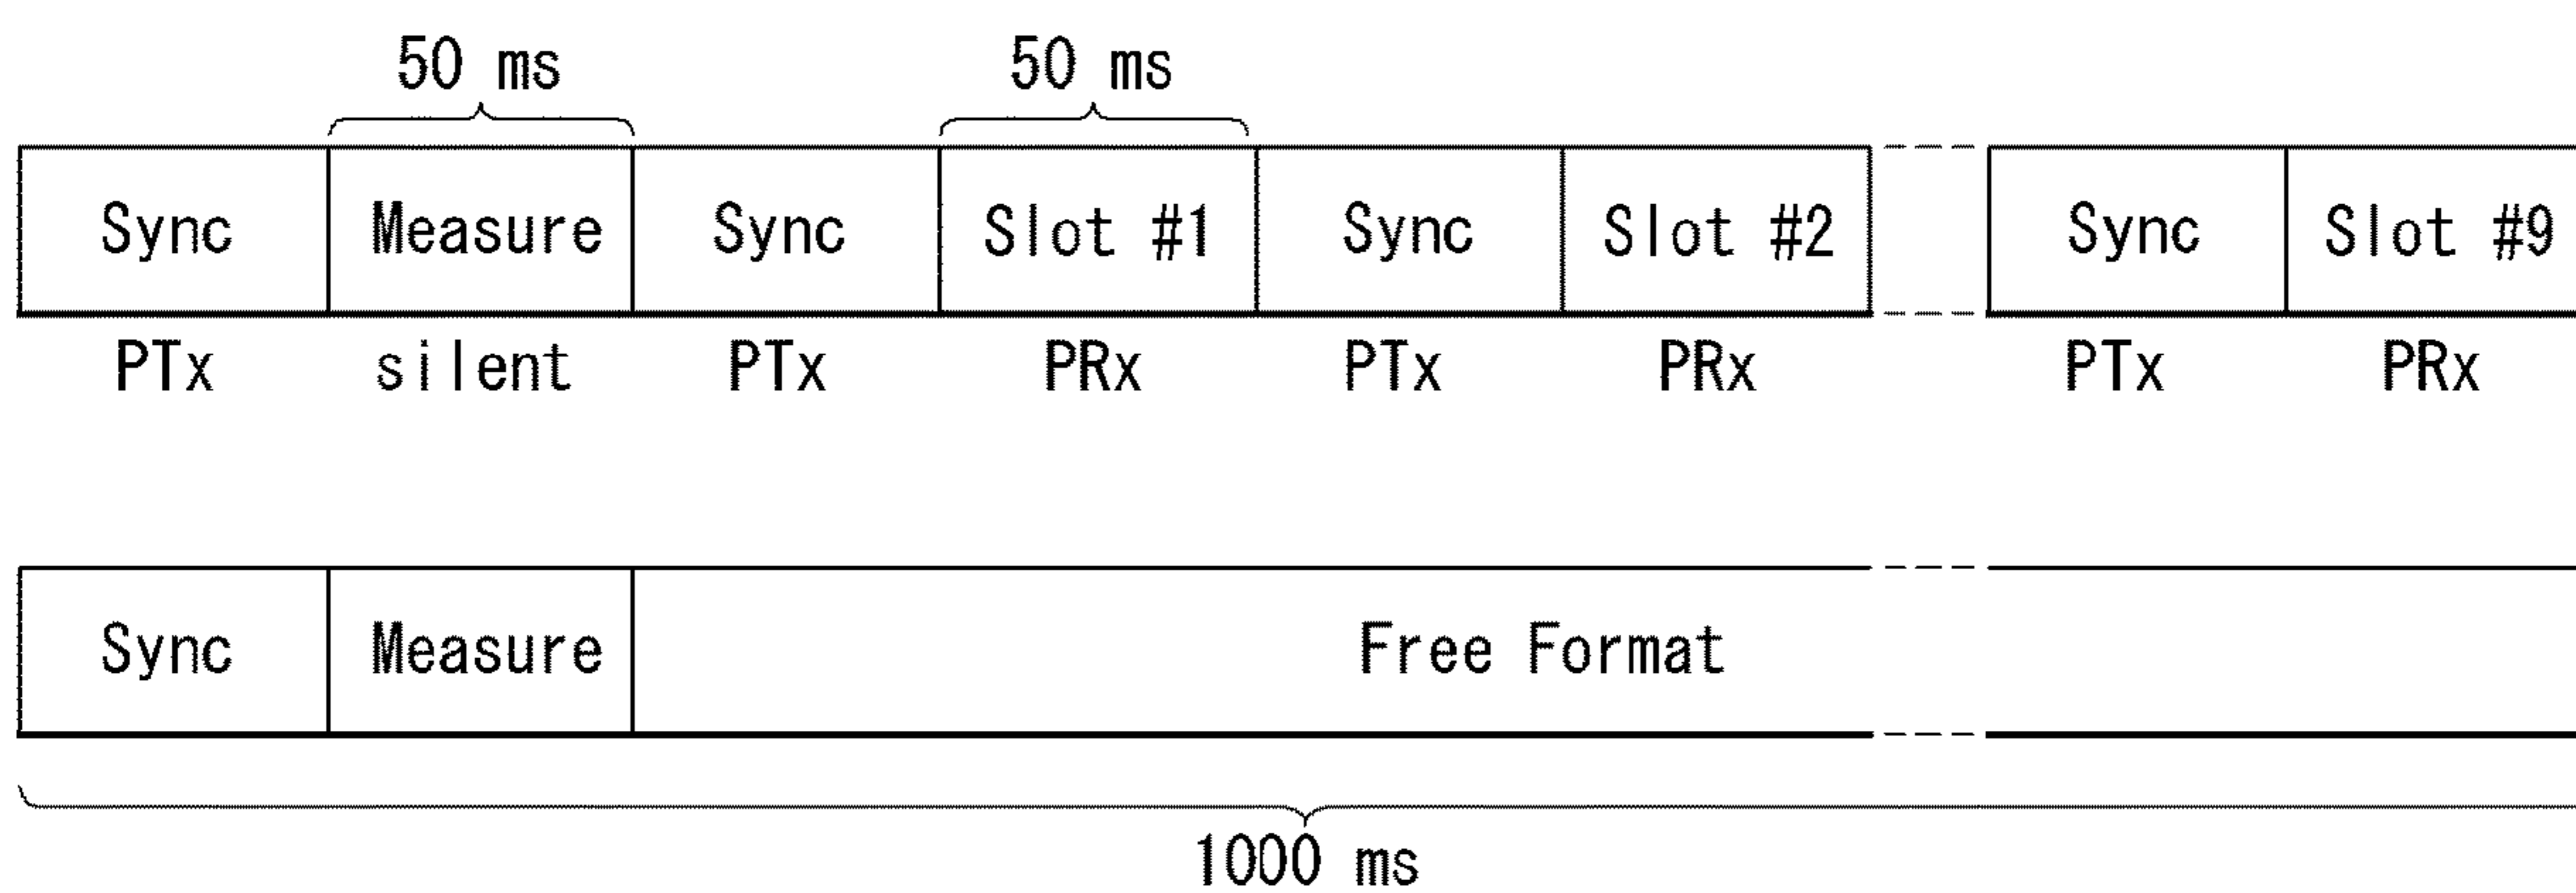 50 ms 50 ms
Sync Measure Sync Slot #1 Sync Slot #2 Sync Slot #9
PTx silent PTx PRx PTx PRx PTx PRx
Sync Measure Free Format
1000 ms